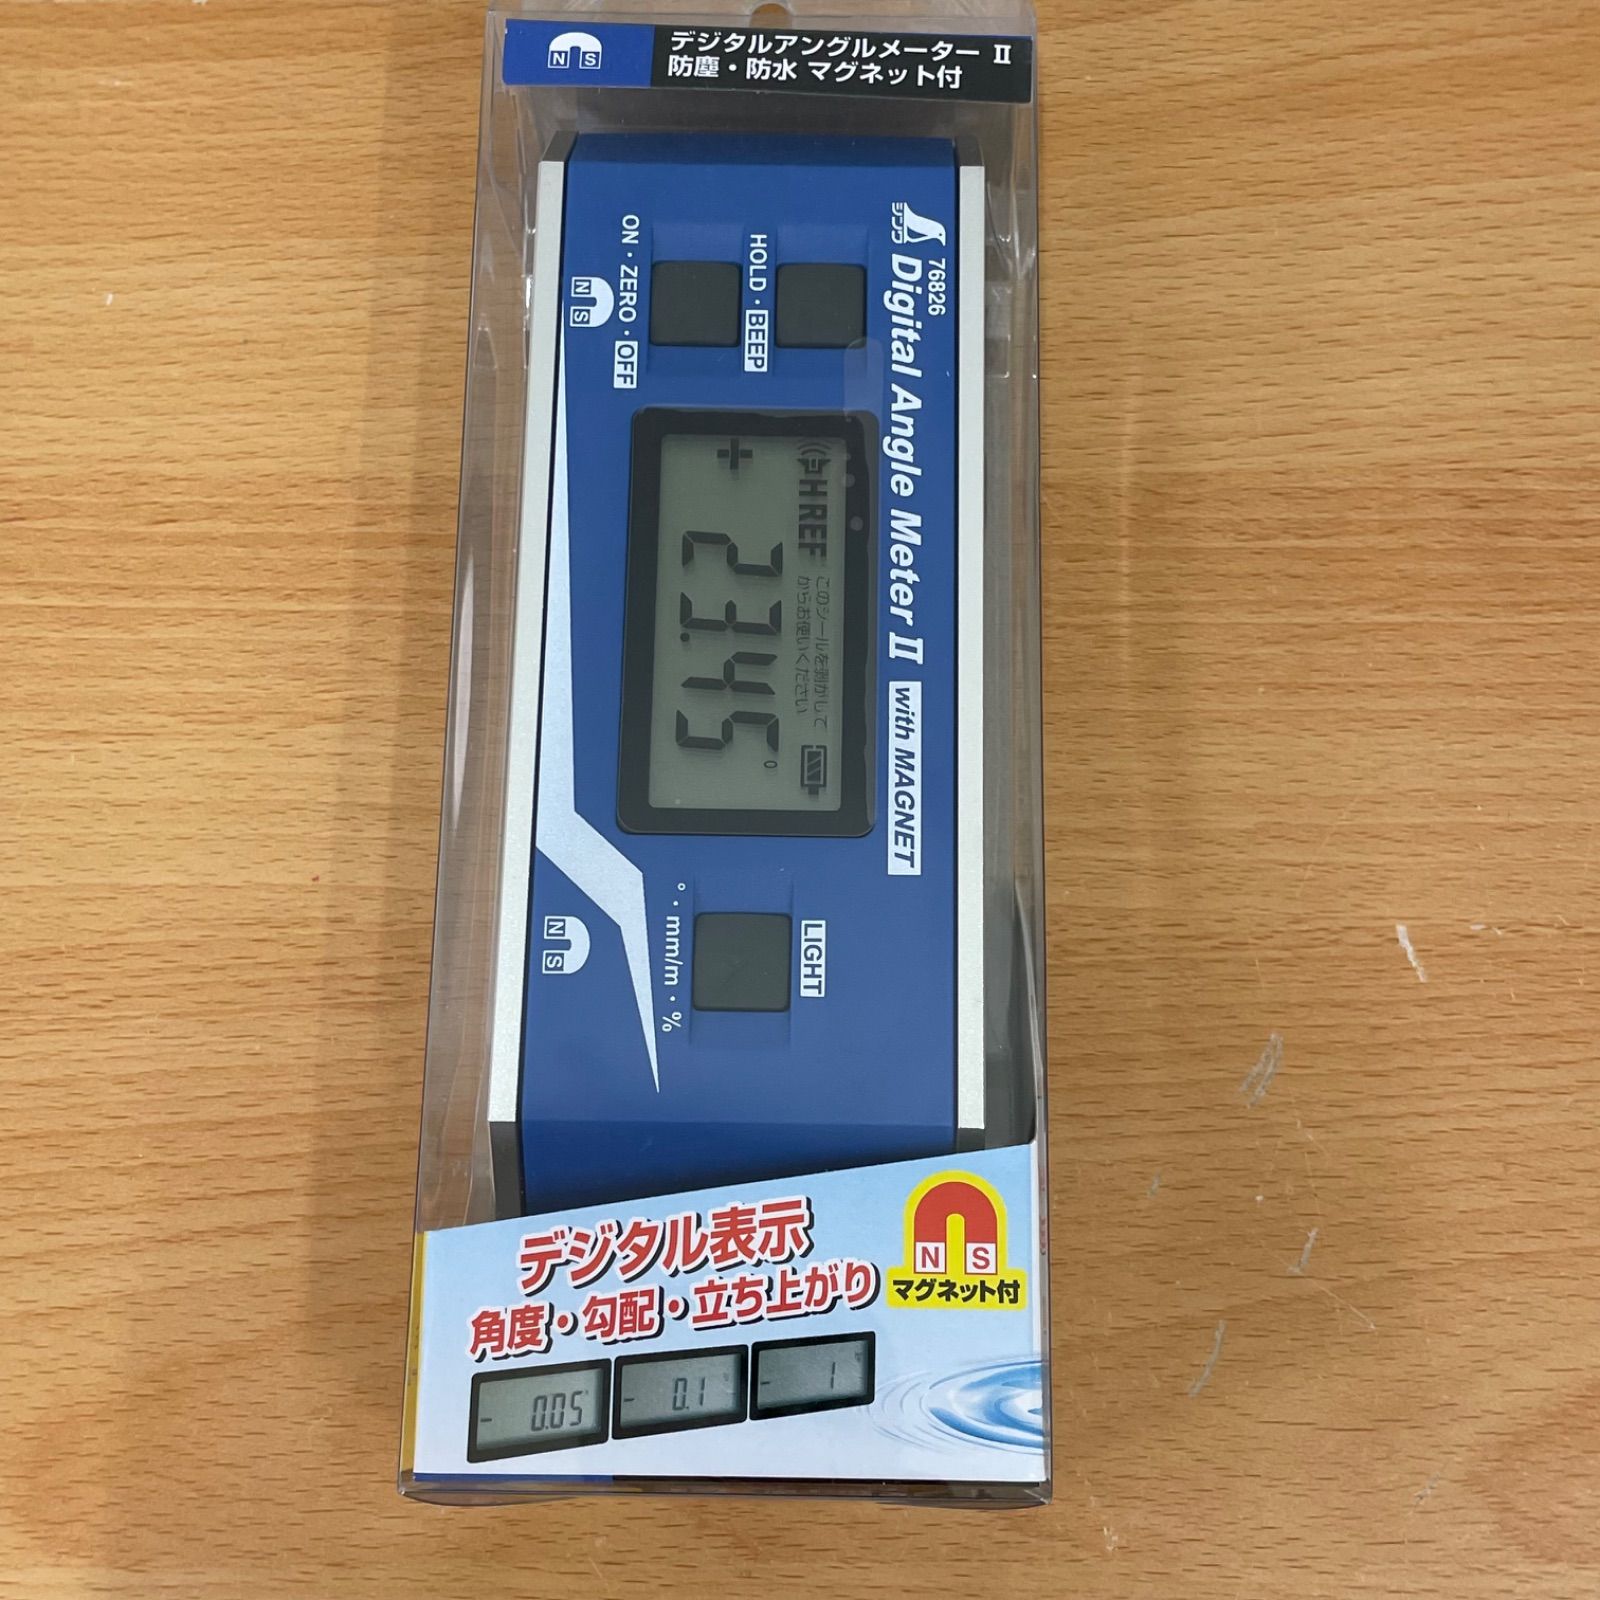 N S
デジタルアングルメーター II
防塵・防水 マグネット付
シンワ
76826
Digital Angle Meter II with MAGNET
HOLD・BEEP
ON・ZERO・OFF
N S
H REF
このシールを剥がして
からお使いください
+ 23.45°
LIGHT
°・mm/m・%
N S
デジタル表示
角度・勾配・立ち上がり
N S
マグネット付
- 0.05°
- 0.1
- 1